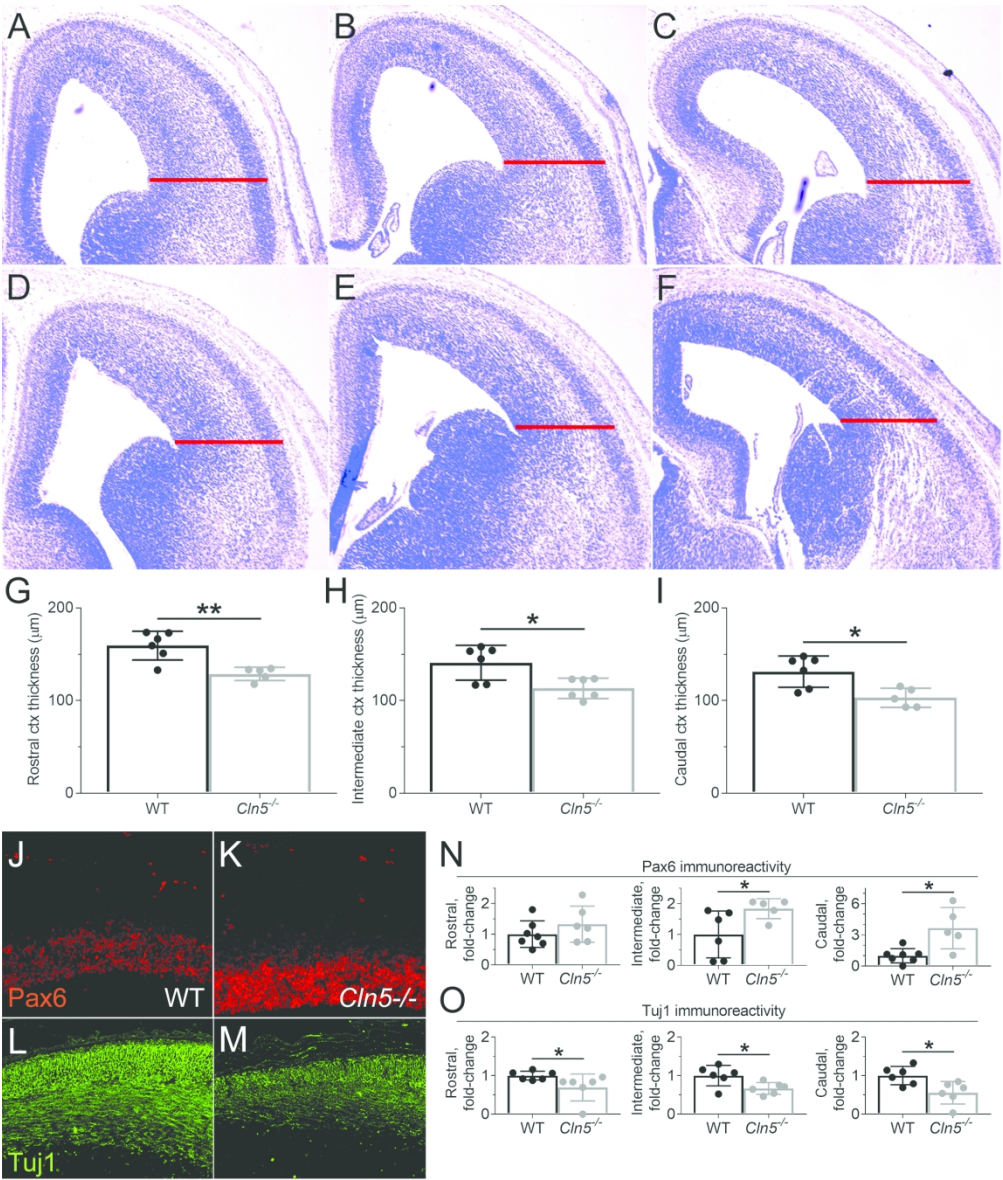 A B C
D E F
G H I
200 ** 200 * 200 *
Rostral ctx thickness (μm) Intermediate ctx thickness (μm) Caudal ctx thickness (μm)
100 100 100
0 0 0
WT Cln5-/- WT Cln5-/- WT Cln5-/-
J K N
Pax6 immunoreactivity
* *
Rostral, fold-change Intermediate, fold-change Caudal, fold-change
2 2 6
1 1 3
0 0 0
WT Cln5-/- WT Cln5-/- WT Cln5-/-
Pax6 WT Cln5-/-
L M O
Tuj1 immunoreactivity
* * *
Rostral, fold-change Intermediate, fold-change Caudal, fold-change
2 2 2
1 1 1
0 0 0
WT Cln5-/- WT Cln5-/- WT Cln5-/-
Tuj1